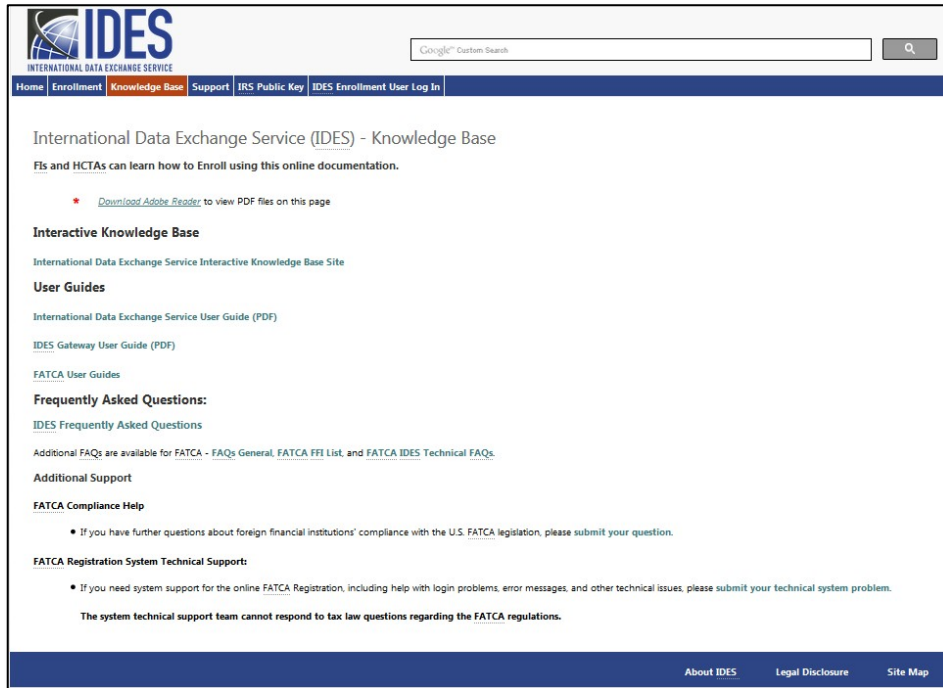 IDES
INTERNATIONAL DATA EXCHANGE SERVICE
Google™ Custom Search
Home Enrollment Knowledge Base Support IRS Public Key IDES Enrollment User Log In
International Data Exchange Service (IDES) - Knowledge Base
FIs and HCTAs can learn how to Enroll using this online documentation.
* Download Adobe Reader to view PDF files on this page
Interactive Knowledge Base
International Data Exchange Service Interactive Knowledge Base Site
User Guides
International Data Exchange Service User Guide (PDF)
IDES Gateway User Guide (PDF)
FATCA User Guides
Frequently Asked Questions:
IDES Frequently Asked Questions
Additional FAQs are available for FATCA - FAQs General, FATCA FFI List, and FATCA IDES Technical FAQs.
Additional Support
FATCA Compliance Help
• If you have further questions about foreign financial institutions' compliance with the U.S. FATCA legislation, please submit your question.
FATCA Registration System Technical Support:
• If you need system support for the online FATCA Registration, including help with login problems, error messages, and other technical issues, please submit your technical system problem.
The system technical support team cannot respond to tax law questions regarding the FATCA regulations.
About IDES Legal Disclosure Site Map